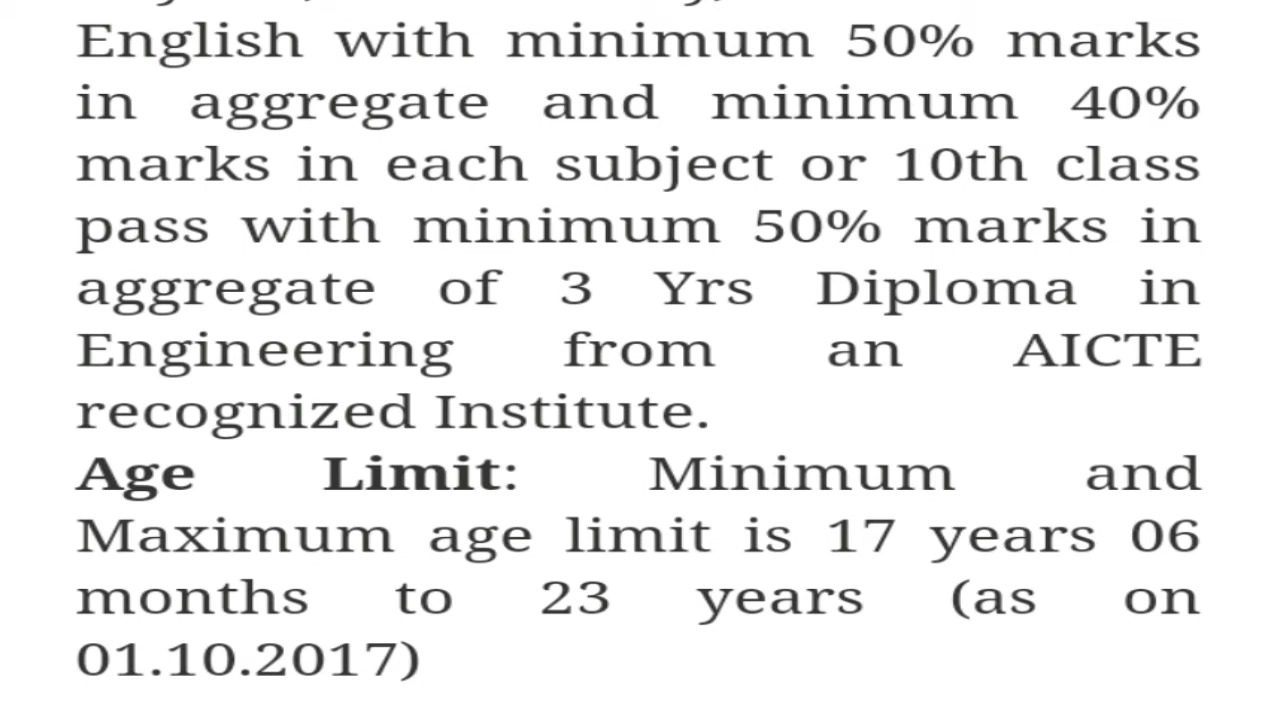 English with minimum 50% marks
in aggregate and minimum 40%
marks in each subject or 10th class
pass with minimum 50% marks in
aggregate of 3 Yrs Diploma in
Engineering from an AICTE
recognized Institute.
Age Limit: Minimum and
Maximum age limit is 17 years 06
months to 23 years (as on
01.10.2017)